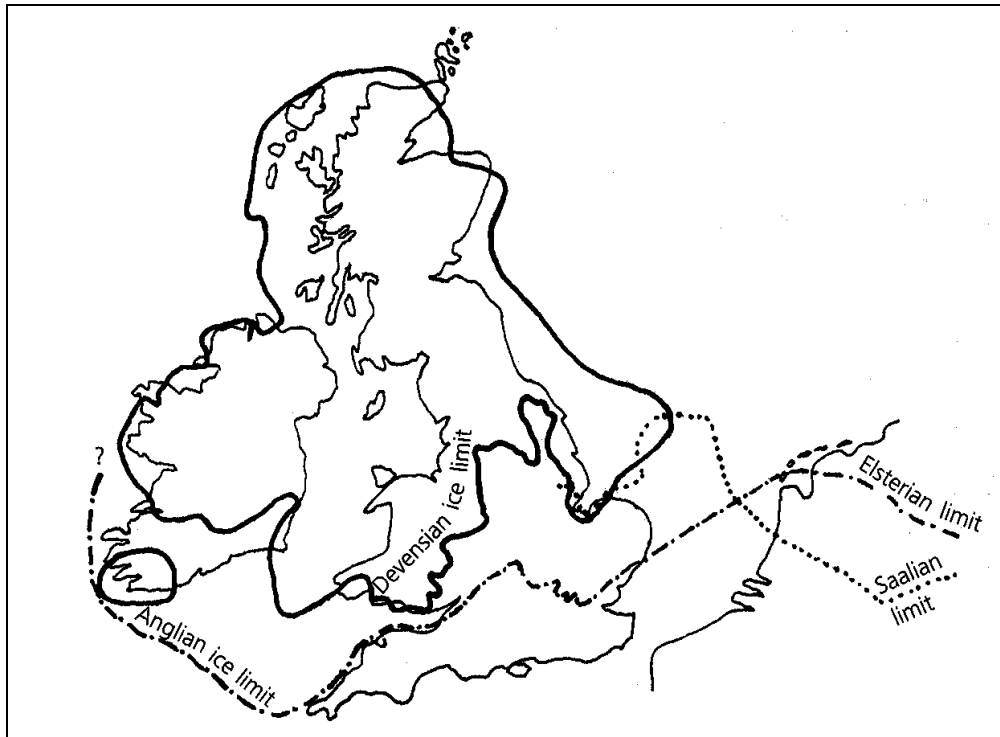 ?
Devensian ice limit
Elsterian limit
Saalian
limit
Anglian ice limit